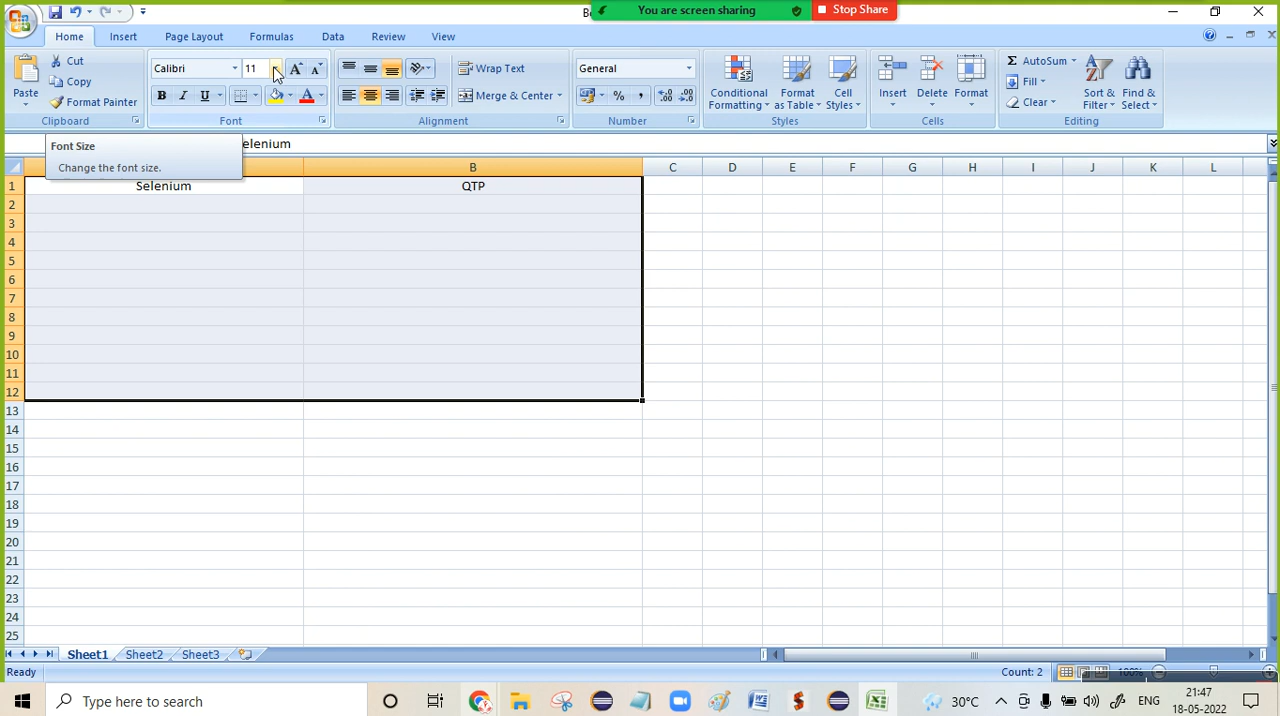 You are screen sharing
Stop Share
Home Insert Page Layout Formulas Data Review View
Paste
Cut
Copy
Format Painter
Clipboard
Calibri 11
B I U
Font
Wrap Text
Merge & Center
Alignment
General
% ,
Number
Conditional Formatting
Format as Table
Cell Styles
Styles
Insert Delete Format
Cells
Σ AutoSum
Fill
Clear
Sort & Filter
Find & Select
Editing
Font Size
Change the font size.
elenium
B C D E F G H I J K L
1 Selenium QTP
2
3
4
5
6
7
8
9
10
11
12
13
14
15
16
17
18
19
20
21
22
23
24
25
Sheet1 Sheet2 Sheet3
Ready Count: 2 100%
Type here to search
30°C ENG 21:47
18-05-2022